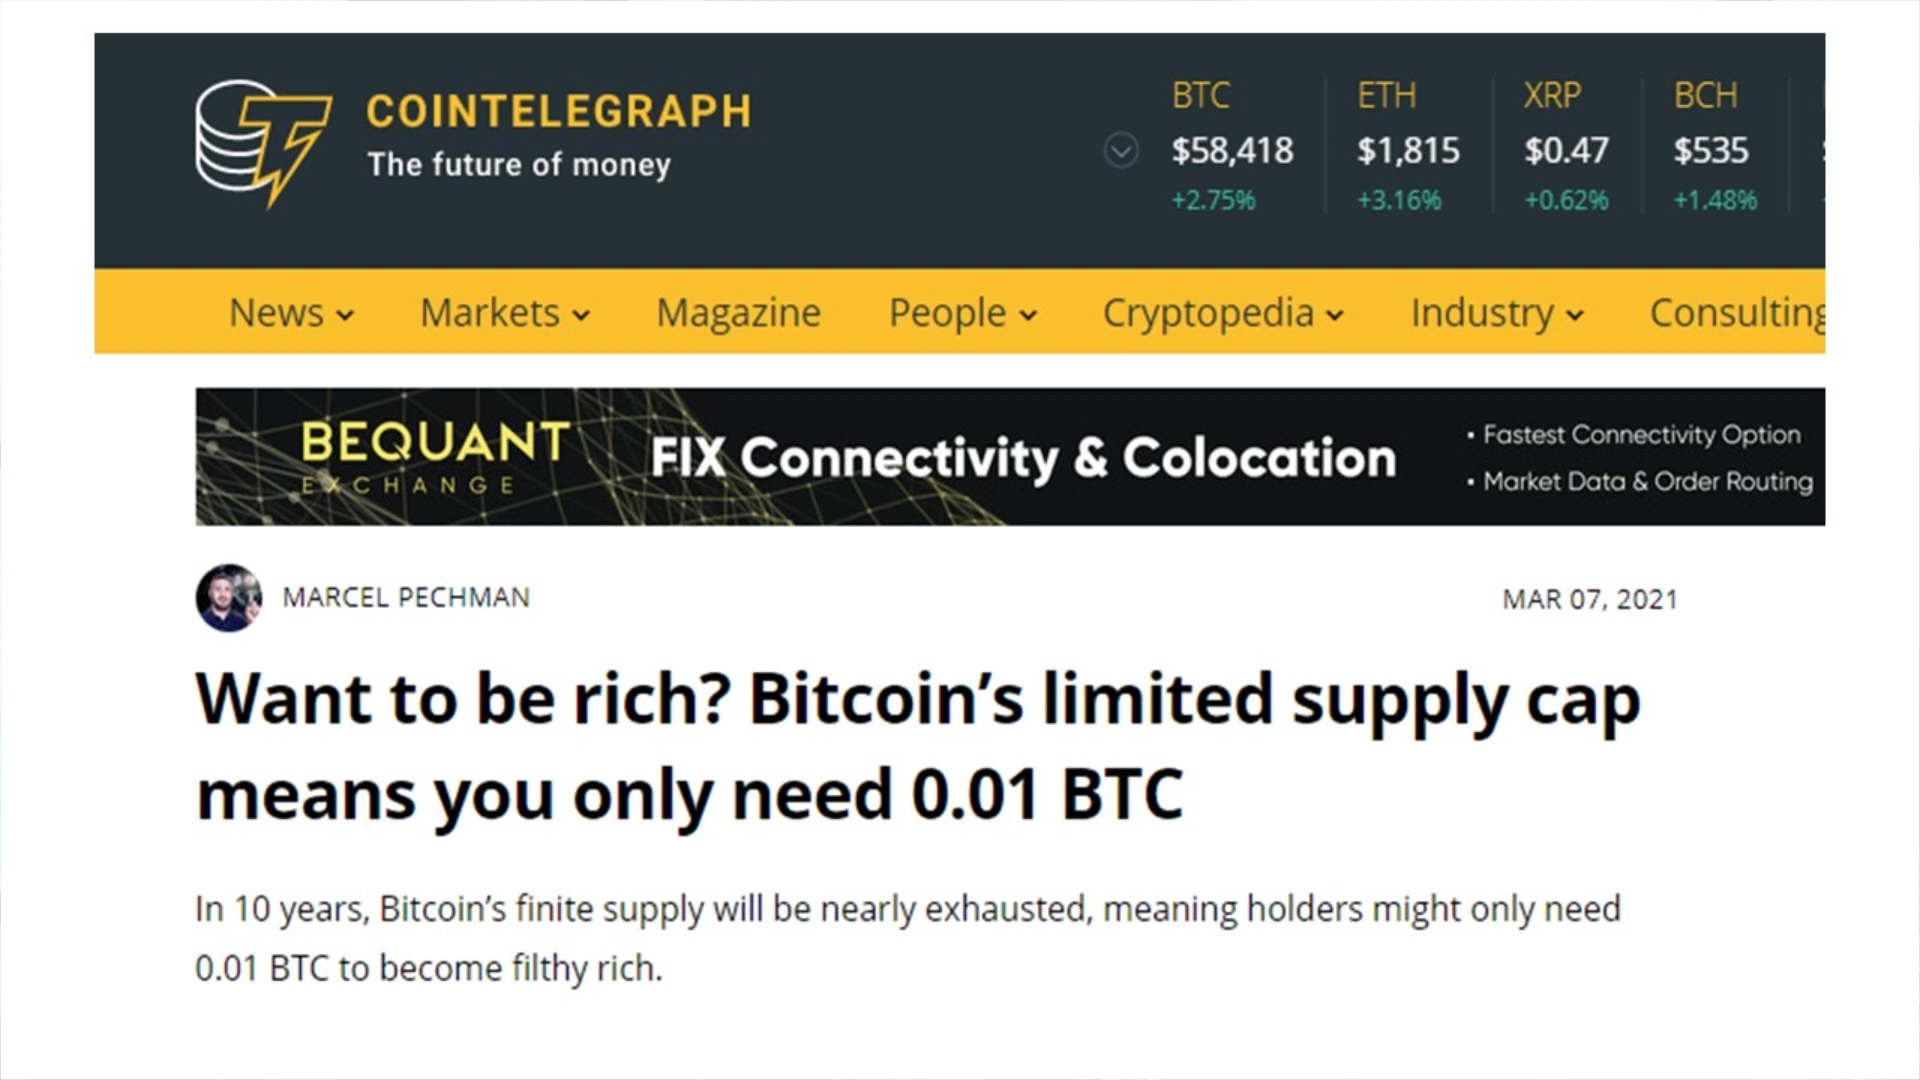 COINTELEGRAPH
The future of money
BTC ETH XRP BCH
$58,418 $1,815 $0.47 $535
+2.75% +3.16% +0.62% +1.48%
News Markets Magazine People Cryptopedia Industry Consulting
BEQUANT
EXCHANGE
FIX Connectivity & Colocation
• Fastest Connectivity Option
• Market Data & Order Routing
MARCEL PECHMAN
MAR 07, 2021
Want to be rich? Bitcoin’s limited supply cap
means you only need 0.01 BTC
In 10 years, Bitcoin’s finite supply will be nearly exhausted, meaning holders might only need
0.01 BTC to become filthy rich.